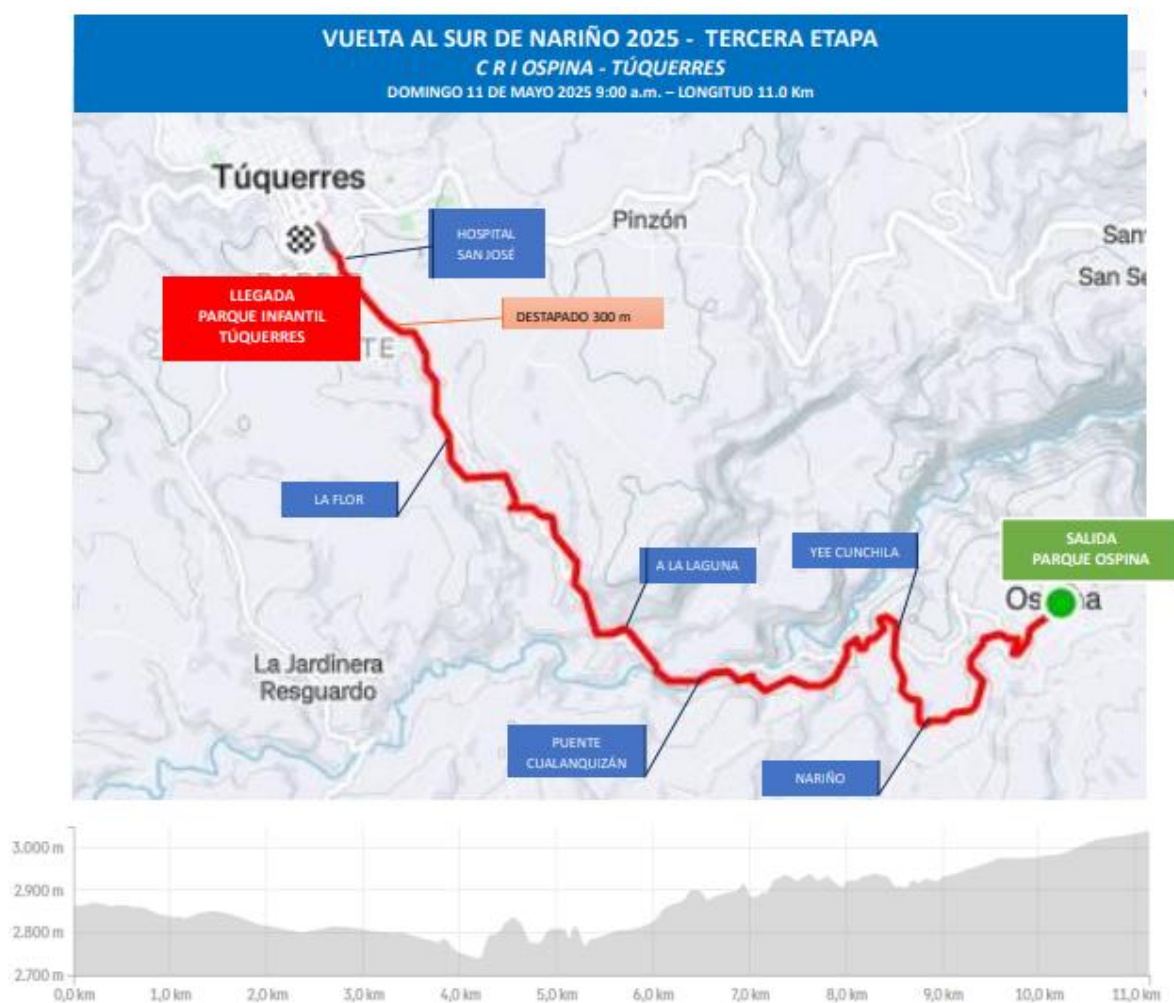 VUELTA AL SUR DE NARIÑO 2025 - TERCERA ETAPA
C R I OSPINA - TÚQUERRES
DOMINGO 11 DE MAYO 2025 9:00 a.m. – LONGITUD 11.0 Km
Túquerres
HOSPITAL
SAN JOSÉ
Pinzón
San
San Se
LLEGADA
PARQUE INFANTIL
TÚQUERRES
DESTAPADO 300 m
TE
LA FLOR
A LA LAGUNA
YEE CUNCHILA
SALIDA
PARQUE OSPINA
Os na
La Jardinera
Resguardo
PUENTE
CUALANQUIZÁN
NARIÑO
3.000 m
2.900 m
2.800 m
2.700 m
0,0 km 1,0 km 2,0 km 3,0 km 4,0 km 5,0 km 6,0 km 7,0 km 8,0 km 9,0 km 10,0 km 11,0 km